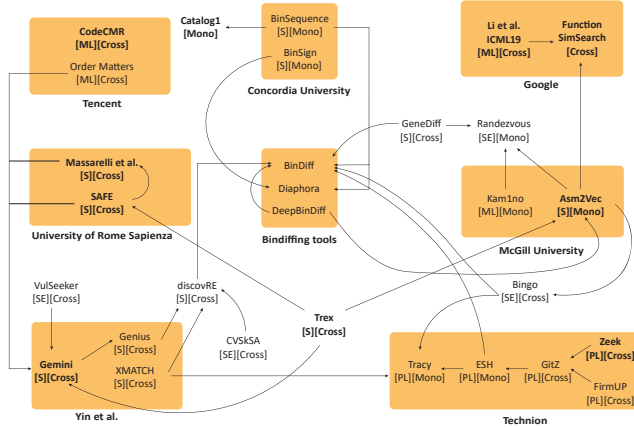 CodeCMR
[ML][Cross]
Order Matters
[ML][Cross]
Tencent
Catalog1
[Mono]
BinSequence
[S][Mono]
BinSign
[S][Mono]
Concordia University
Li et al.
ICML19
[ML][Cross]
Function
SimSearch
[Cross]
Google
Massarelli et al.
[S][Cross]
SAFE
[S][Cross]
University of Rome Sapienza
BinDiff
Diaphora
DeepBinDiff
Bindiffing tools
GeneDiff
[S][Cross]
Randezvous
[SE][Mono]
Kam1no
[ML][Mono]
Asm2Vec
[S][Mono]
McGill University
VulSeeker
[SE][Cross]
discovRE
[S][Cross]
Trex
[S][Cross]
Bingo
[SE][Cross]
CVSkSA
[SE][Cross]
Gemini
[S][Cross]
Genius
[S][Cross]
XMATCH
[S][Cross]
Yin et al.
Tracy
[PL][Mono]
ESH
[PL][Mono]
GitZ
[PL][Cross]
Zeek
[PL][Cross]
FirmUP
[PL][Cross]
Technion